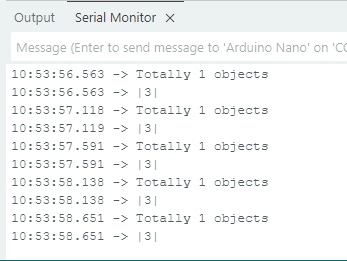 Output Serial Monitor ×
Message (Enter to send message to 'Arduino Nano' on 'CO
10:53:56.563 -> Totally 1 objects
10:53:56.563 -> |3|
10:53:57.118 -> Totally 1 objects
10:53:57.119 -> |3|
10:53:57.591 -> Totally 1 objects
10:53:57.591 -> |3|
10:53:58.138 -> Totally 1 objects
10:53:58.138 -> |3|
10:53:58.651 -> Totally 1 objects
10:53:58.651 -> |3|